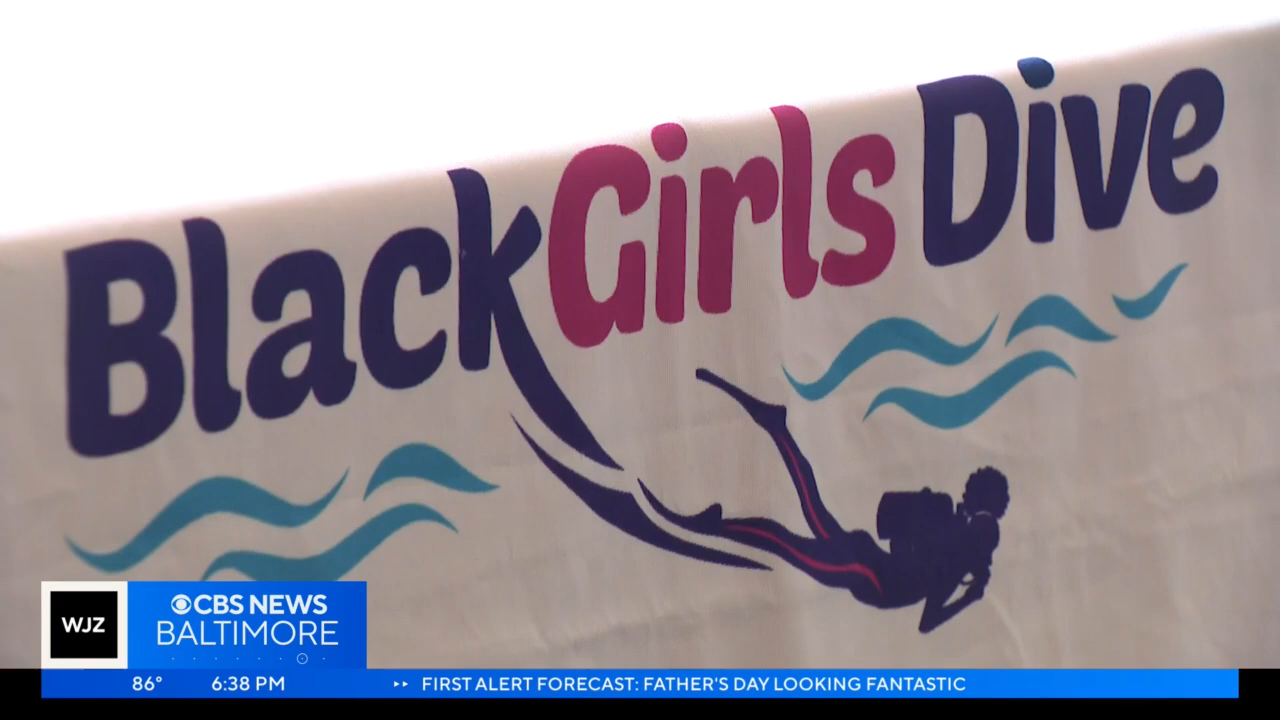 BlackGirlsDive
WJZ
CBS NEWS
BALTIMORE
86° 6:38 PM FIRST ALERT FORECAST: FATHER'S DAY LOOKING FANTASTIC